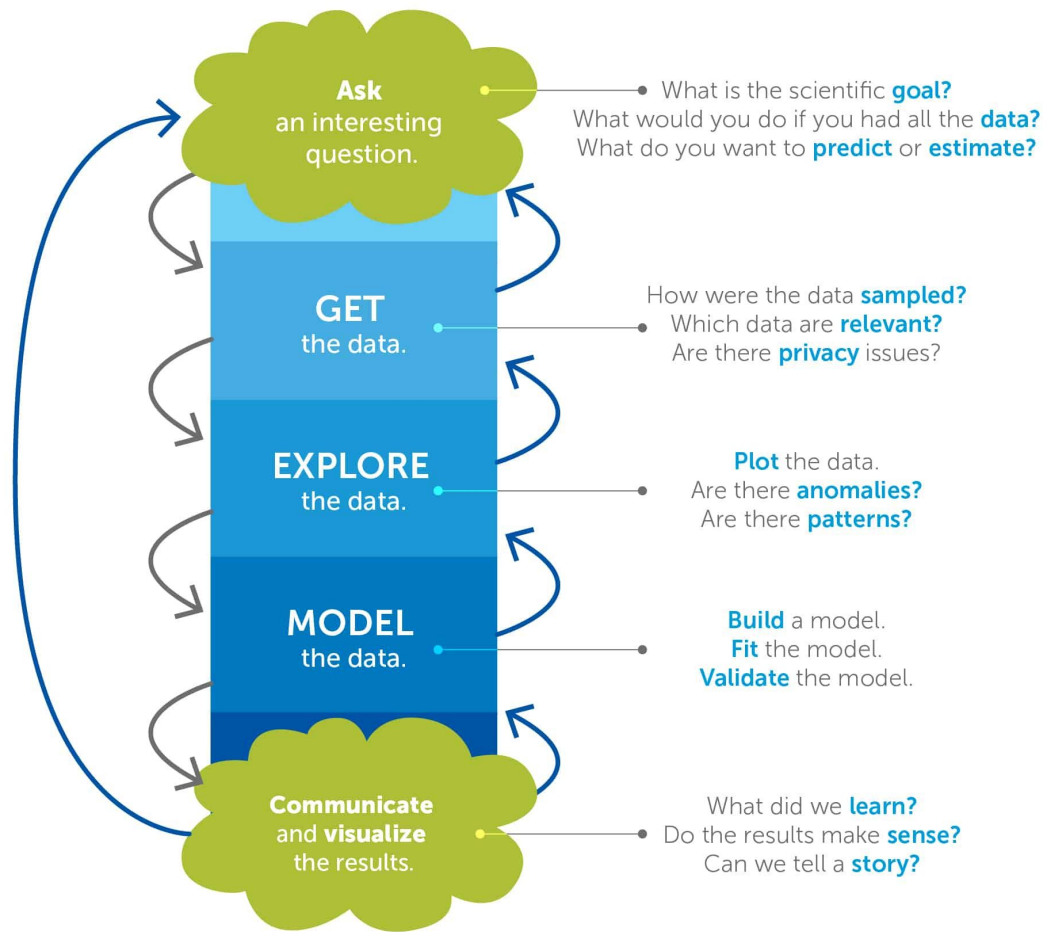 Ask
an interesting
question.
What is the scientific goal?
What would you do if you had all the data?
What do you want to predict or estimate?
GET
the data.
How were the data sampled?
Which data are relevant?
Are there privacy issues?
EXPLORE
the data.
Plot the data.
Are there anomalies?
Are there patterns?
MODEL
the data.
Build a model.
Fit the model.
Validate the model.
Communicate
and visualize
the results.
What did we learn?
Do the results make sense?
Can we tell a story?